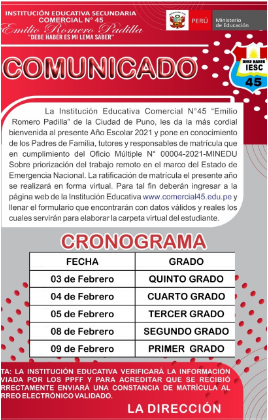 INSTITUCIÓN EDUCATIVA SECUNDARIA
COMERCIAL N° 45
Emilio Romero Padilla
"DEBE HABER ES MI LEMA SABER"
PERÚ
Ministerio
de Educación
DEBE HABER
IESC
45
COMUNICADO
La Institución Educativa Comercial N°45 "Emilio
Romero Padilla" de la Ciudad de Puno, les da la más cordial
bienvenida al presente Año Escolar 2021 y pone en conocimiento
de los Padres de Familia, tutores y responsables de matrícula que
en cumplimiento del Oficio Múltiple N° 00004-2021-MINEDU
Sobre priorización del trabajo remoto en el marco del Estado de
Emergencia Nacional. La ratificación de matrícula el presente año
se realizará en forma virtual. Para tal fin deberán ingresar a la
página web de la Institución Educativa www.comercial45.edu.pe y
llenar el formulario que encontrarán con datos válidos y reales los
cuales servirán para elaborar la carpeta virtual del estudiante.
CRONOGRAMA
FECHA GRADO
03 de Febrero QUINTO GRADO
04 de Febrero CUARTO GRADO
05 de Febrero TERCER GRADO
08 de Febrero SEGUNDO GRADO
09 de Febrero PRIMER GRADO
TA: LA INSTITUCIÓN EDUCATIVA VERIFICARÁ LA INFORMACIÓN
VIADA POR LOS PPFF Y PARA ACREDITAR QUE SE RECIBIÓ
RRECTAMENTE ENVIARÁ UNA CONSTANCIA DE MATRÍCULA AL
RREO ELECTRÓNICO VALIDADO.
LA DIRECCIÓN